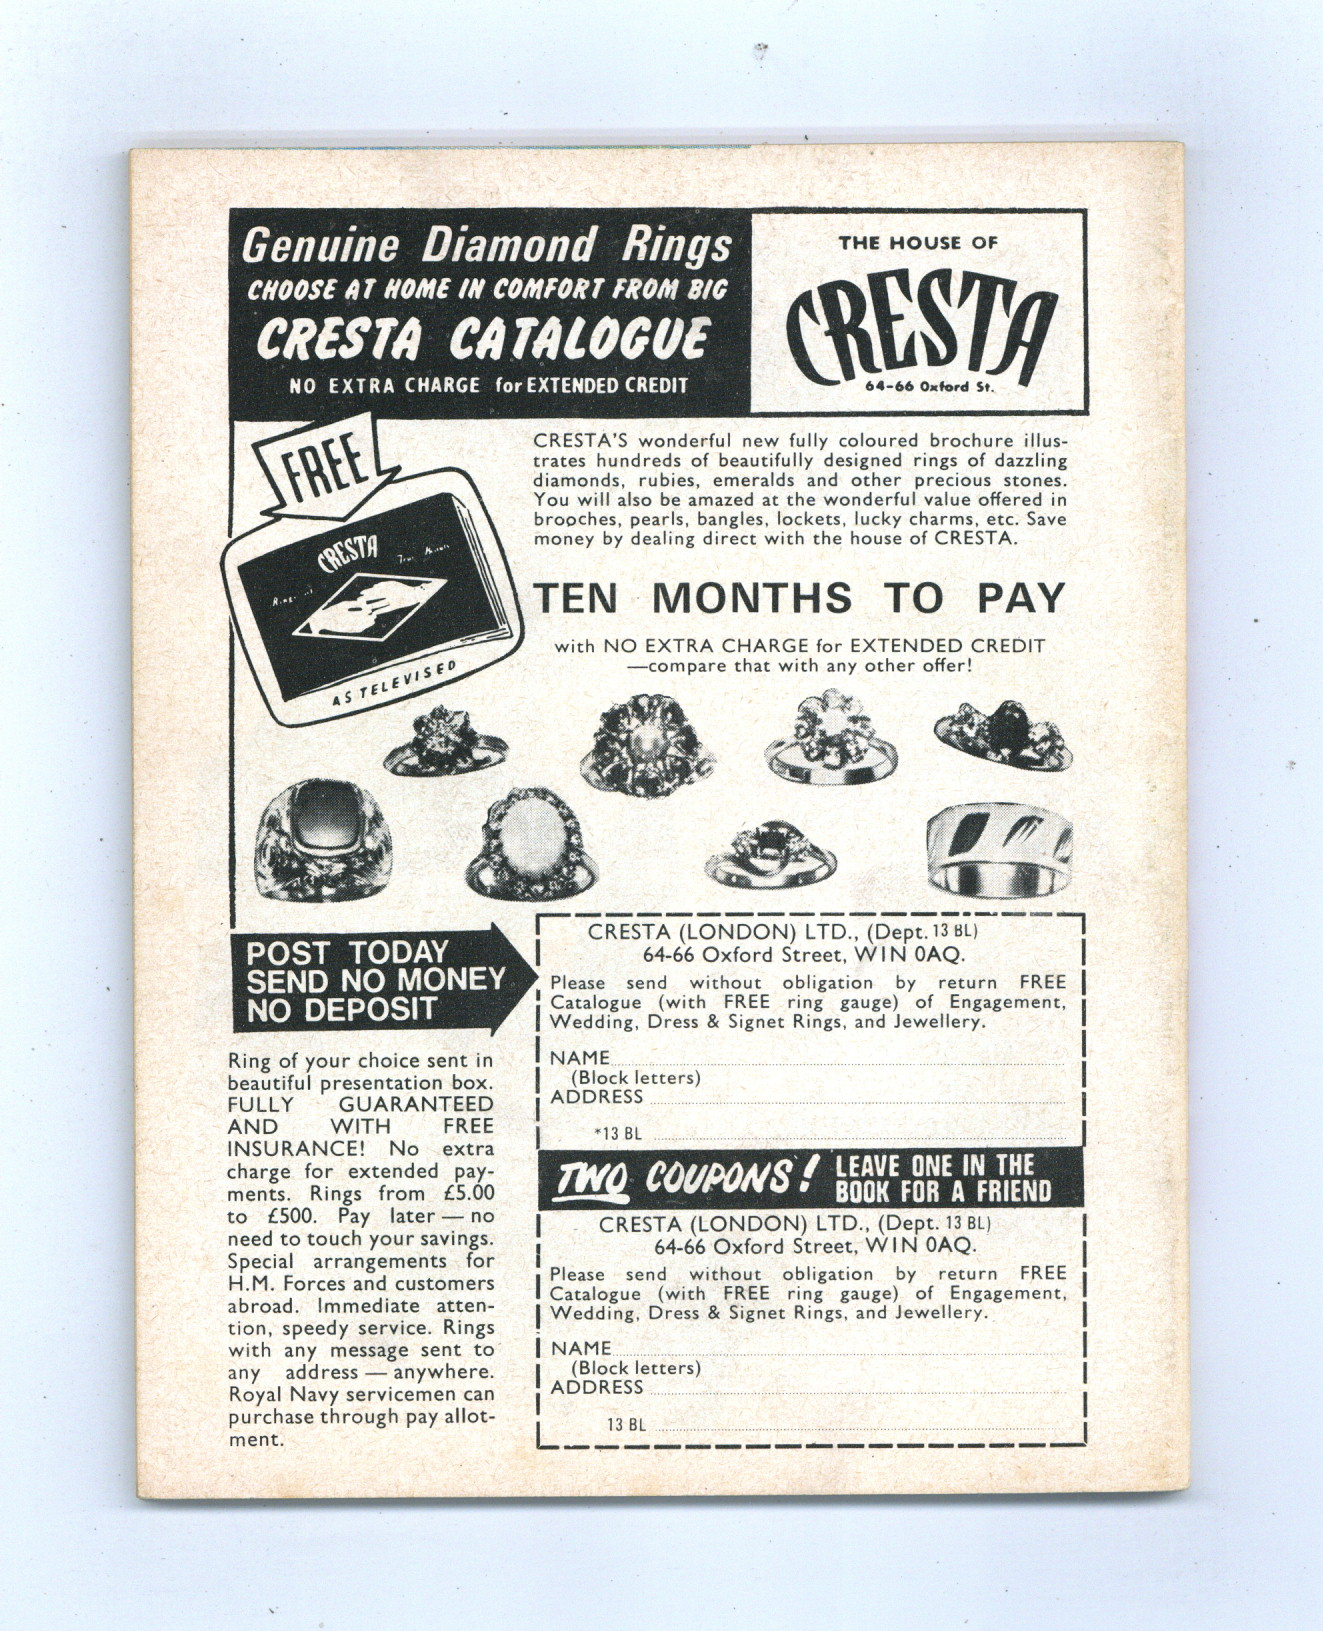 Genuine Diamond Rings
CHOOSE AT HOME IN COMFORT FROM BIG
CRESTA CATALOGUE
NO EXTRA CHARGE for EXTENDED CREDIT
THE HOUSE OF
CRESTA
64-66 Oxford St.
FREE
CRESTA
AS TELEVISED
CRESTA'S wonderful new fully coloured brochure illus-
trates hundreds of beautifully designed rings of dazzling
diamonds, rubies, emeralds and other precious stones.
You will also be amazed at the wonderful value offered in
brooches, pearls, bangles, lockets, lucky charms, etc. Save
money by dealing direct with the house of CRESTA.
TEN MONTHS TO PAY
with NO EXTRA CHARGE for EXTENDED CREDIT
—compare that with any other offer!
POST TODAY
SEND NO MONEY
NO DEPOSIT
Ring of your choice sent in
beautiful presentation box.
FULLY GUARANTEED
AND WITH FREE
INSURANCE! No extra
charge for extended pay-
ments. Rings from £5.00
to £500. Pay later — no
need to touch your savings.
Special arrangements for
H.M. Forces and customers
abroad. Immediate atten-
tion, speedy service. Rings
with any message sent to
any address — anywhere.
Royal Navy servicemen can
purchase through pay allot-
ment.
CRESTA (LONDON) LTD., (Dept. 13 BL)
64-66 Oxford Street, WIN 0AQ.
Please send without obligation by return FREE
Catalogue (with FREE ring gauge) of Engagement,
Wedding, Dress & Signet Rings, and Jewellery.
NAME
(Block letters)
ADDRESS
*13 BL
TWO COUPONS! LEAVE ONE IN THE
BOOK FOR A FRIEND
CRESTA (LONDON) LTD., (Dept. 13 BL)
64-66 Oxford Street, WIN 0AQ.
Please send without obligation by return FREE
Catalogue (with FREE ring gauge) of Engagement,
Wedding, Dress & Signet Rings, and Jewellery.
NAME
(Block letters)
ADDRESS
13 BL